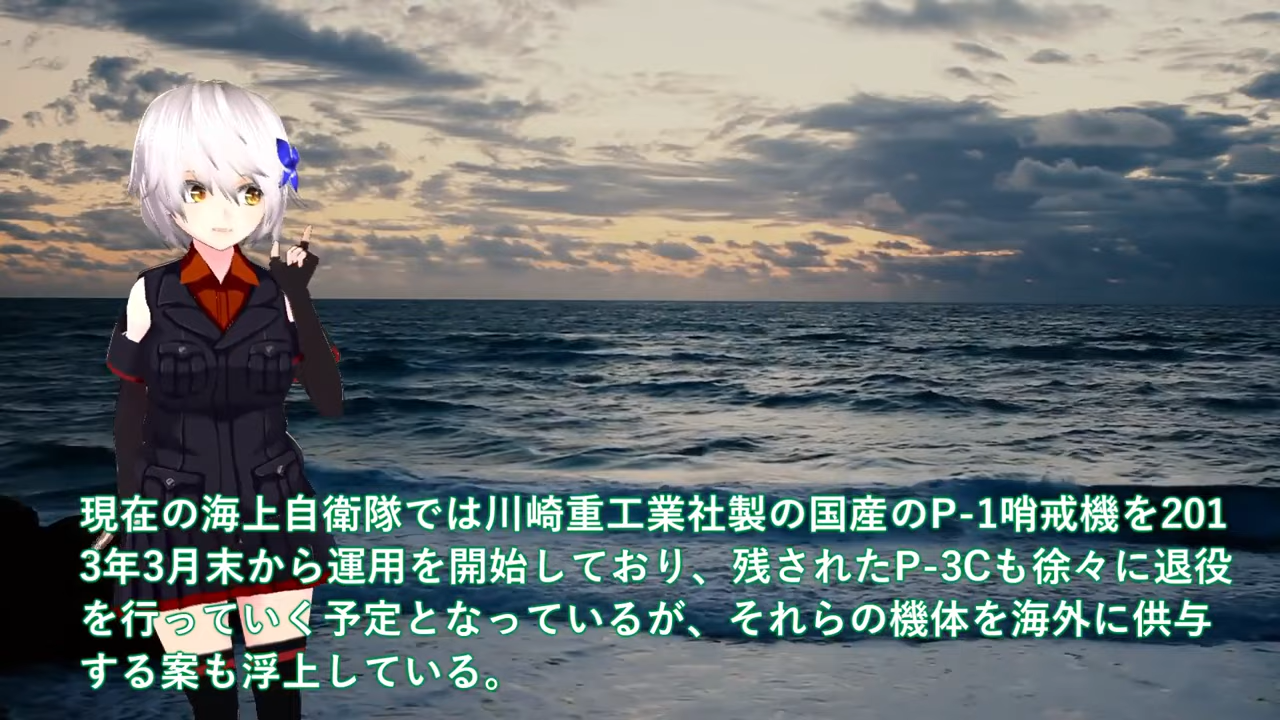 現在の海上自衛隊では川崎重工業社製の国産のP-1哨戒機を201
3年3月末から運用を開始しており、残されたP-3Cも徐々に退役
を行っていく予定となっているが、それらの機体を海外に供与
する案も浮上している。